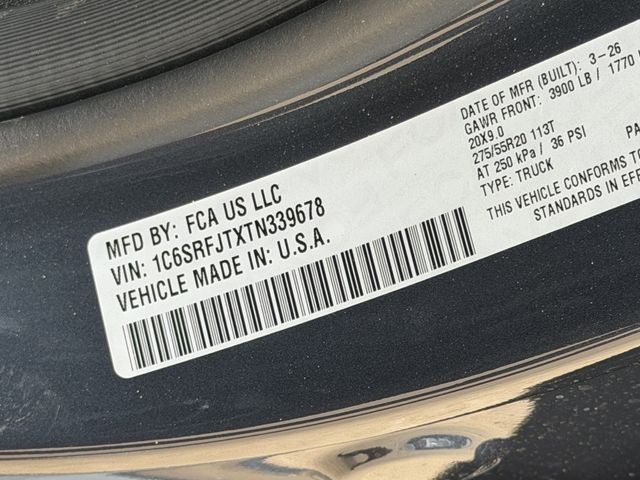 MFD BY: FCA US LLC
VIN: 1C6SRFJTXTN339678
VEHICLE MADE IN: U.S.A.
DATE OF MFR (BUILT): 3-26
GAWR FRONT: 3900 LB / 1770
20X9.0
275/55R20 113T
AT 250 kPa / 36 PSI
TYPE: TRUCK
THIS VEHICLE CONFORMS TO
STANDARDS IN EFF